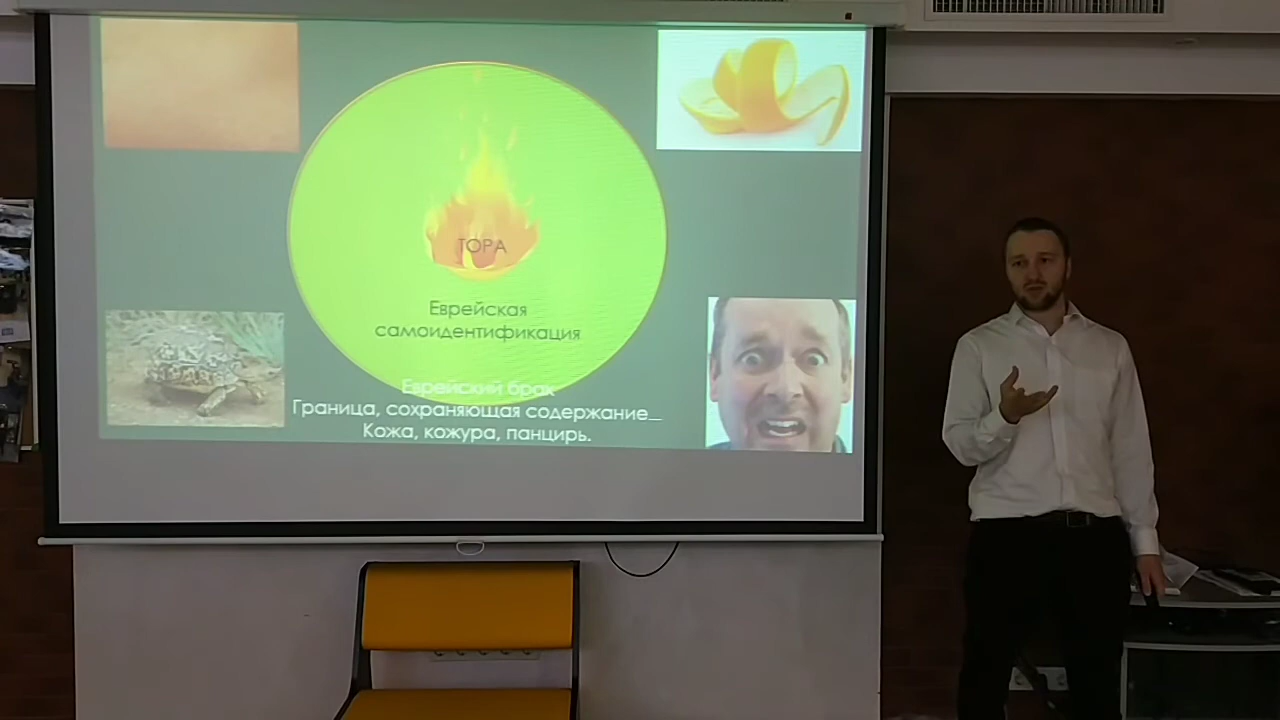 ТОРА
Еврейская
самоидентификация
Еврейский брак
Граница, сохраняющая содержание...
Кожа, кожура, панцирь.